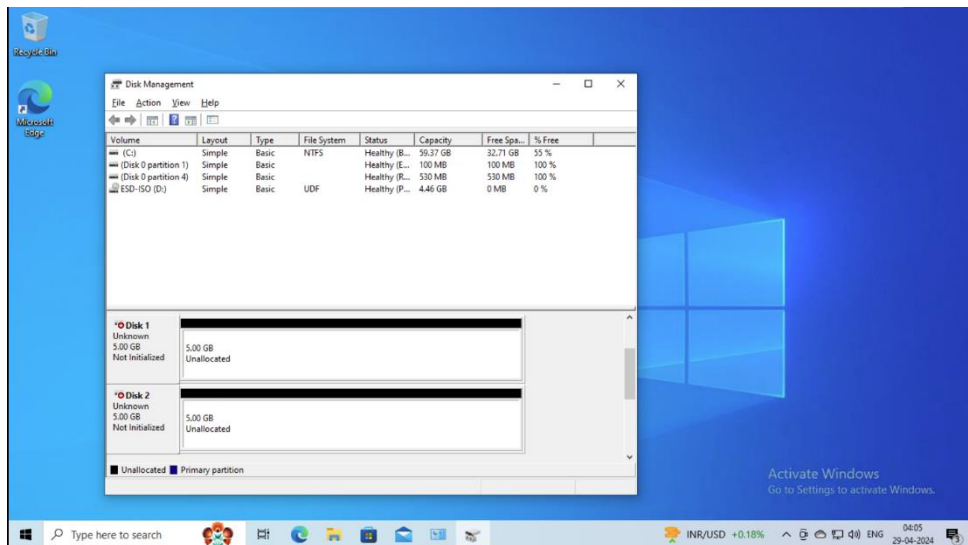 Recycle Bin
Microsoft
Edge
Disk Management
File Action View Help
Volume Layout Type File System Status Capacity Free Spa... % Free
(C:) Simple Basic NTFS Healthy (B... 59.37 GB 32.71 GB 55 %
(Disk 0 partition 1) Simple Basic Healthy (E... 100 MB 100 MB 100 %
(Disk 0 partition 4) Simple Basic Healthy (R... 530 MB 530 MB 100 %
ESD-ISO (D:) Simple Basic UDF Healthy (P... 4.46 GB 0 MB 0 %
Disk 1
Unknown
5.00 GB
Not Initialized
5.00 GB
Unallocated
Disk 2
Unknown
5.00 GB
Not Initialized
5.00 GB
Unallocated
Unallocated Primary partition
Activate Windows
Go to Settings to activate Windows.
Type here to search
INR/USD +0.18%
ENG
04:05
29-04-2024
3